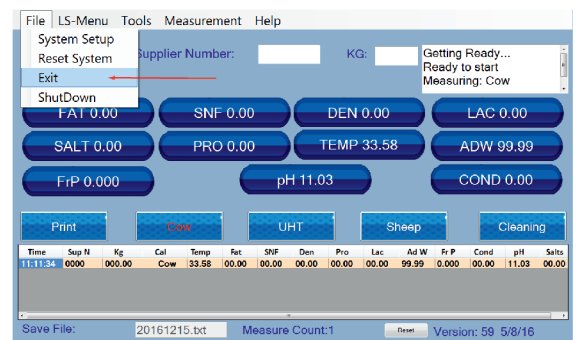 File LS-Menu Tools Measurement Help
System Setup
Reset System
Exit
ShutDown
Supplier Number: KG:
Getting Ready...
Ready to start
Measuring: Cow
FAT 0.00 SNF 0.00 DEN 0.00 LAC 0.00
SALT 0.00 PRO 0.00 TEMP 33.58 ADW 99.99
FrP 0.000 pH 11.03 COND 0.00
Print Cow UHT Sheep Cleaning
Time Sup N Kg Cal Temp Fat SNF Den Pro Lac Ad W Fr P Cond pH Salts
11:11:34 0000 000.00 Cow 33.58 00.00 00.00 00.00 00.00 00.00 99.99 0.000 00.00 11.03 00.00
Save File: 20161215.txt Measure Count:1 Reset Version: 59 5/8/16